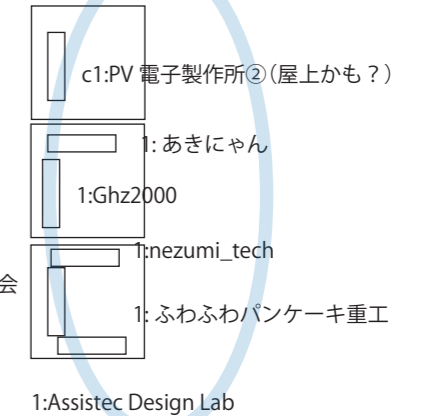 c1:PV 電子製作所②（屋上かも？）
1: あきにゃん
1:Ghz2000
1:nezumi_tech
会
1: ふわふわパンケーキ重工
1:Assistec Design Lab